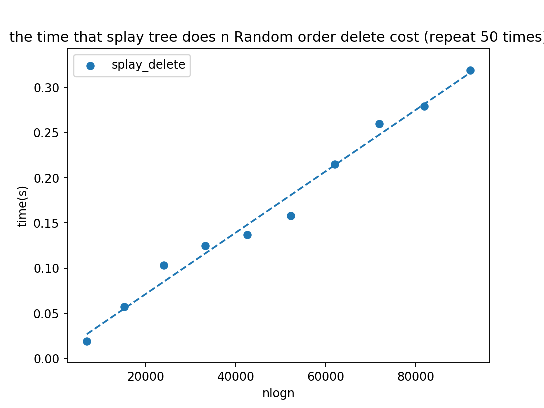 the time that splay tree does n Random order delete cost (repeat 50 times)
splay_delete
0.30
0.25
0.20
0.15
0.10
0.05
0.00
time(s)
20000 40000 60000 80000
nlogn